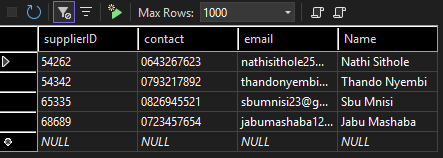 Max Rows: 1000
supplierID contact email Name
54262 0643267623 nathisithole25... Nathi Sithole
54342 0793217892 thandonyembi... Thando Nyembi
65335 0826945521 sbumnisi23@g... Sbu Mnisi
68689 0723457654 jabumashaba12... Jabu Mashaba
NULL NULL NULL NULL